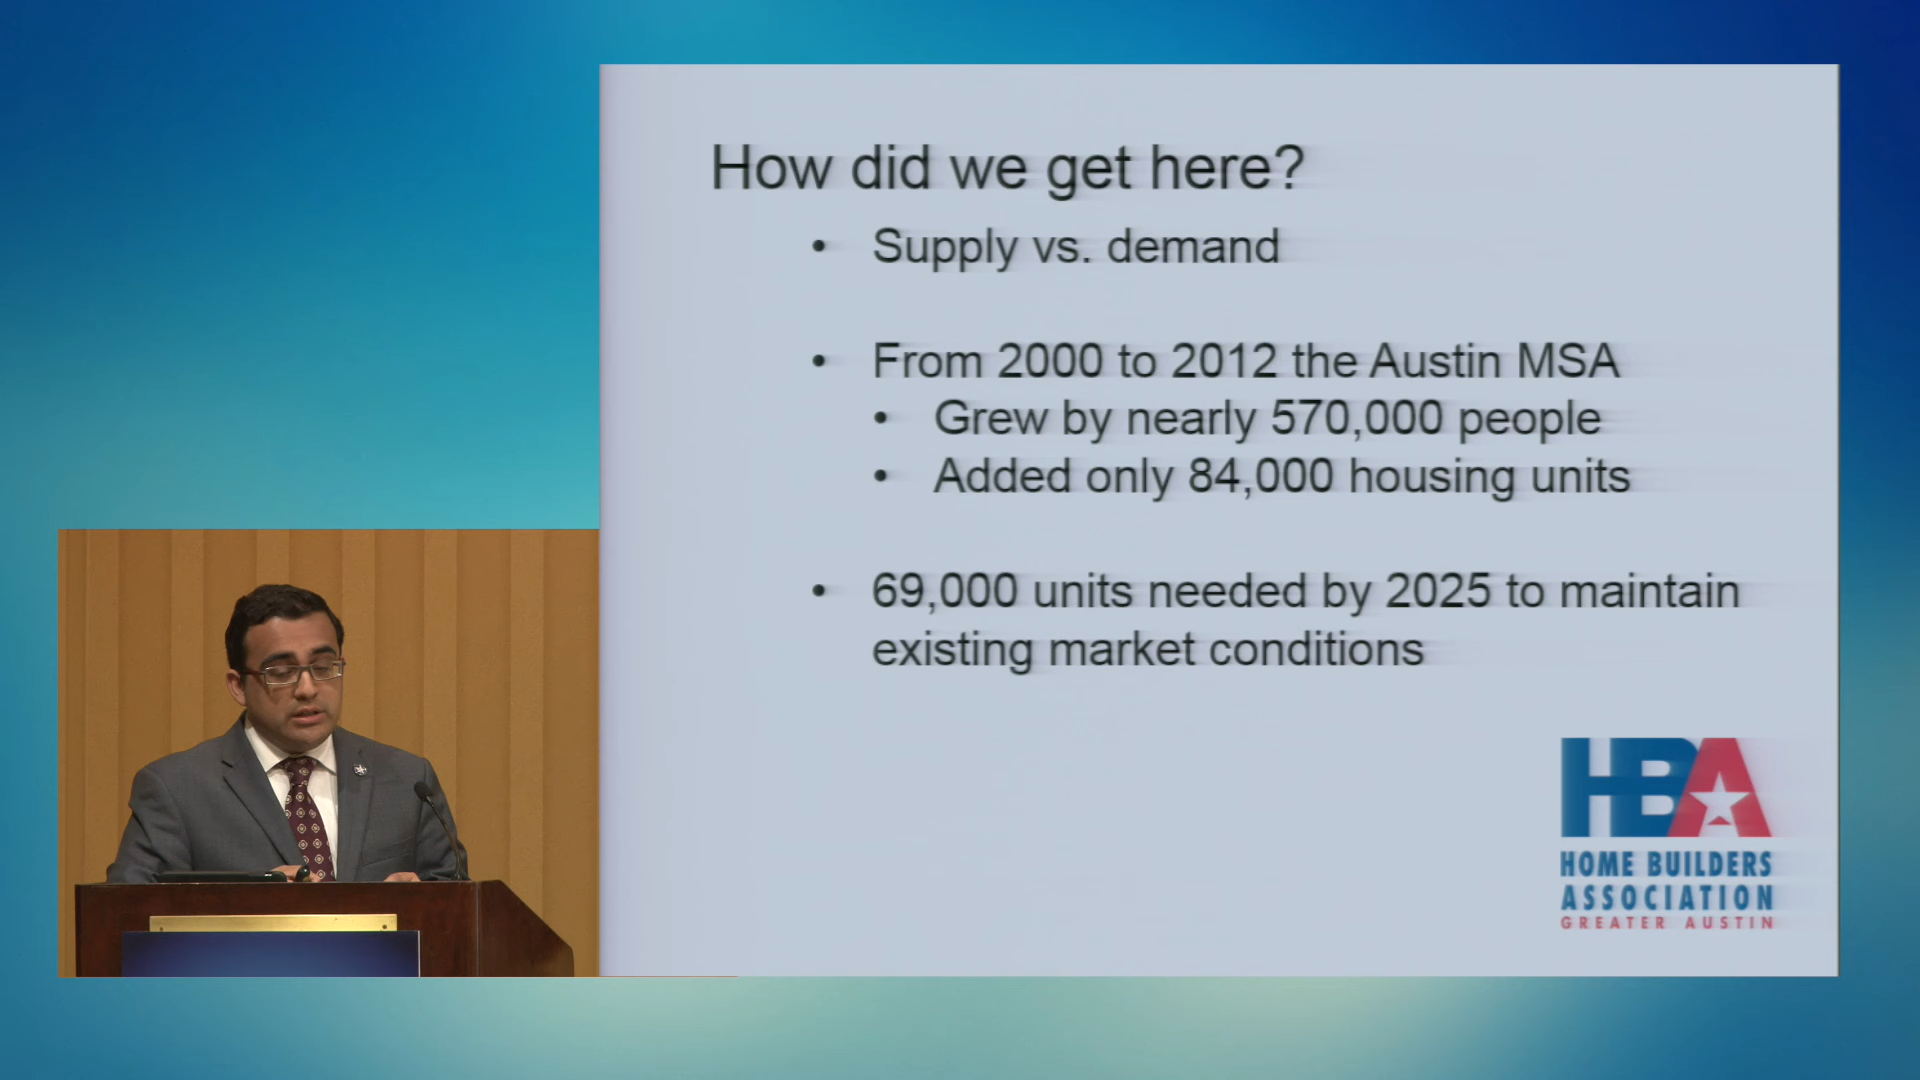 How did we get here?
• Supply vs. demand
• From 2000 to 2012 the Austin MSA
• Grew by nearly 570,000 people
• Added only 84,000 housing units
• 69,000 units needed by 2025 to maintain
existing market conditions
HBA
HOME BUILDERS
ASSOCIATION
GREATER AUSTIN